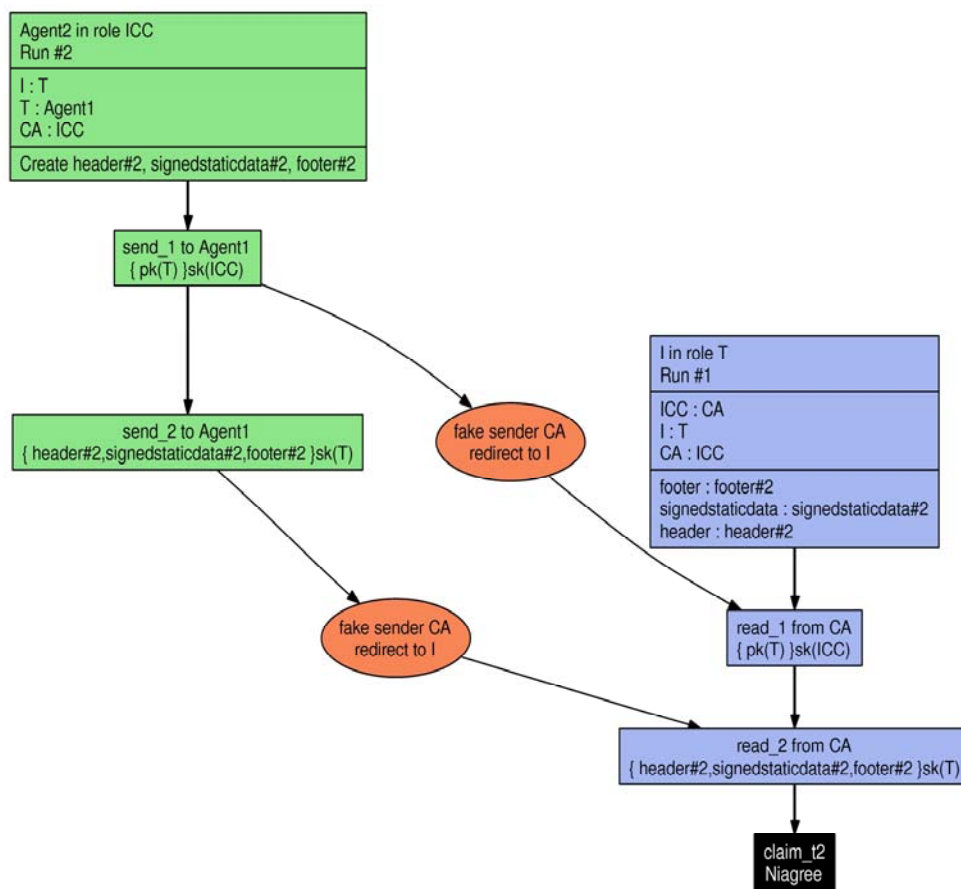 Agent2 in role ICC
Run #2
I : T
T : Agent1
CA : ICC
Create header#2, signedstaticdata#2, footer#2
send_1 to Agent1
{ pk(T) }sk(ICC)
I in role T
Run #1
ICC : CA
I : T
CA : ICC
footer : footer#2
signedstaticdata : signedstaticdata#2
header : header#2
send_2 to Agent1
{ header#2,signedstaticdata#2,footer#2 }sk(T)
fake sender CA
redirect to I
fake sender CA
redirect to I
read_1 from CA
{ pk(T) }sk(ICC)
read_2 from CA
{ header#2,signedstaticdata#2,footer#2 }sk(T)
claim_t2
Niagree